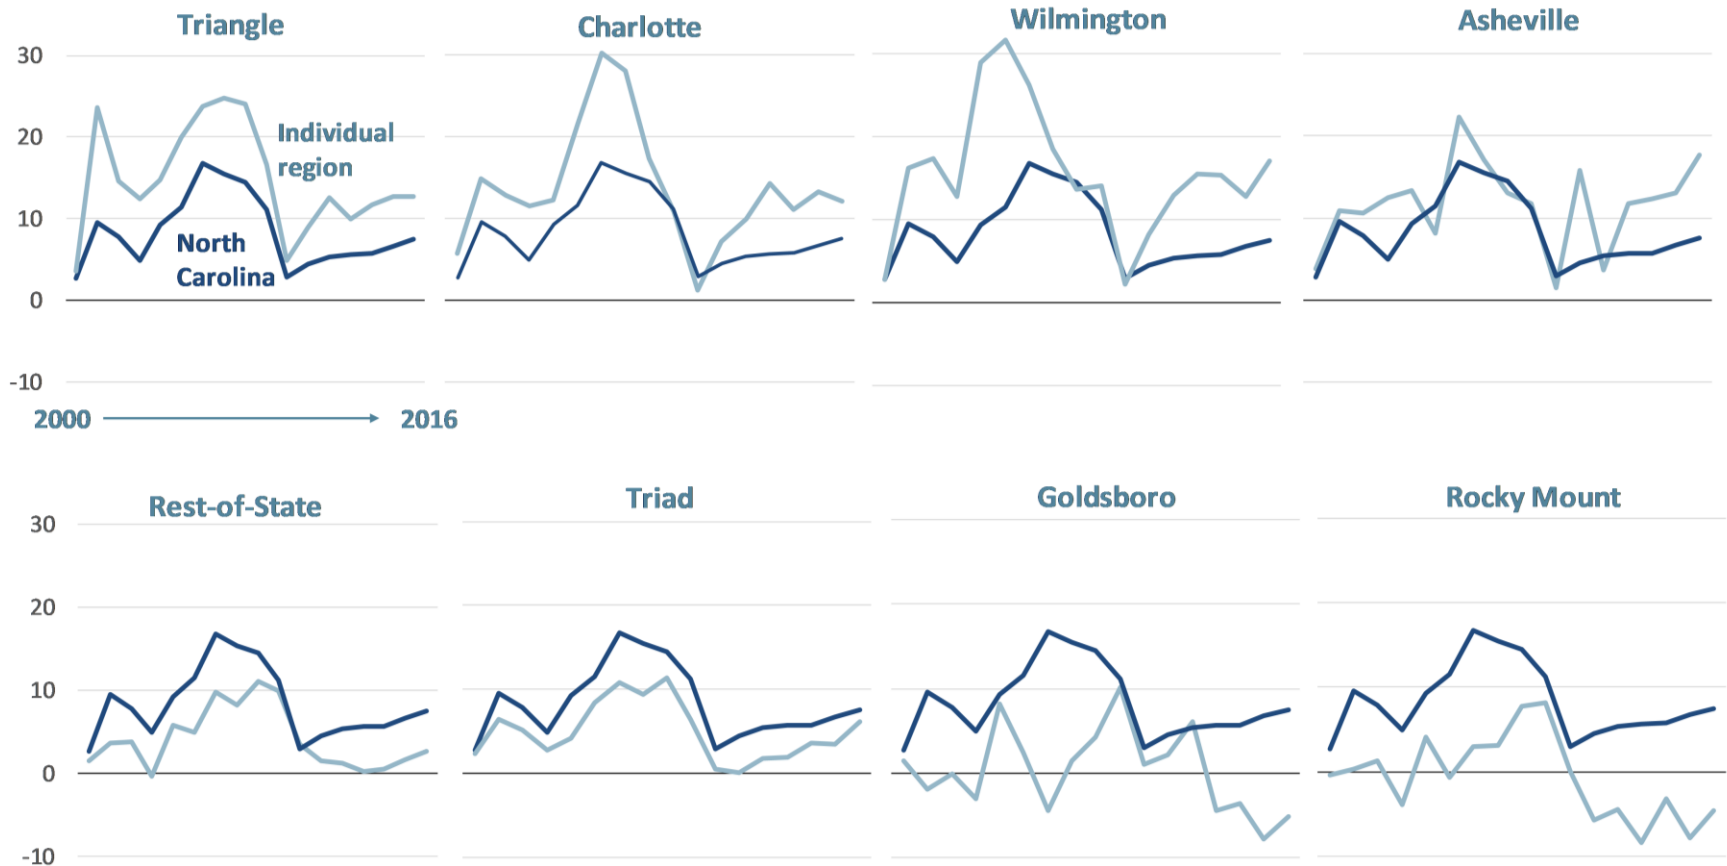 Triangle
Charlotte
Wilmington
Asheville
30
20
10
0
-10
Individual
region
North
Carolina
2000
2016
Rest-of-State
Triad
Goldsboro
Rocky Mount
30
20
10
0
-10